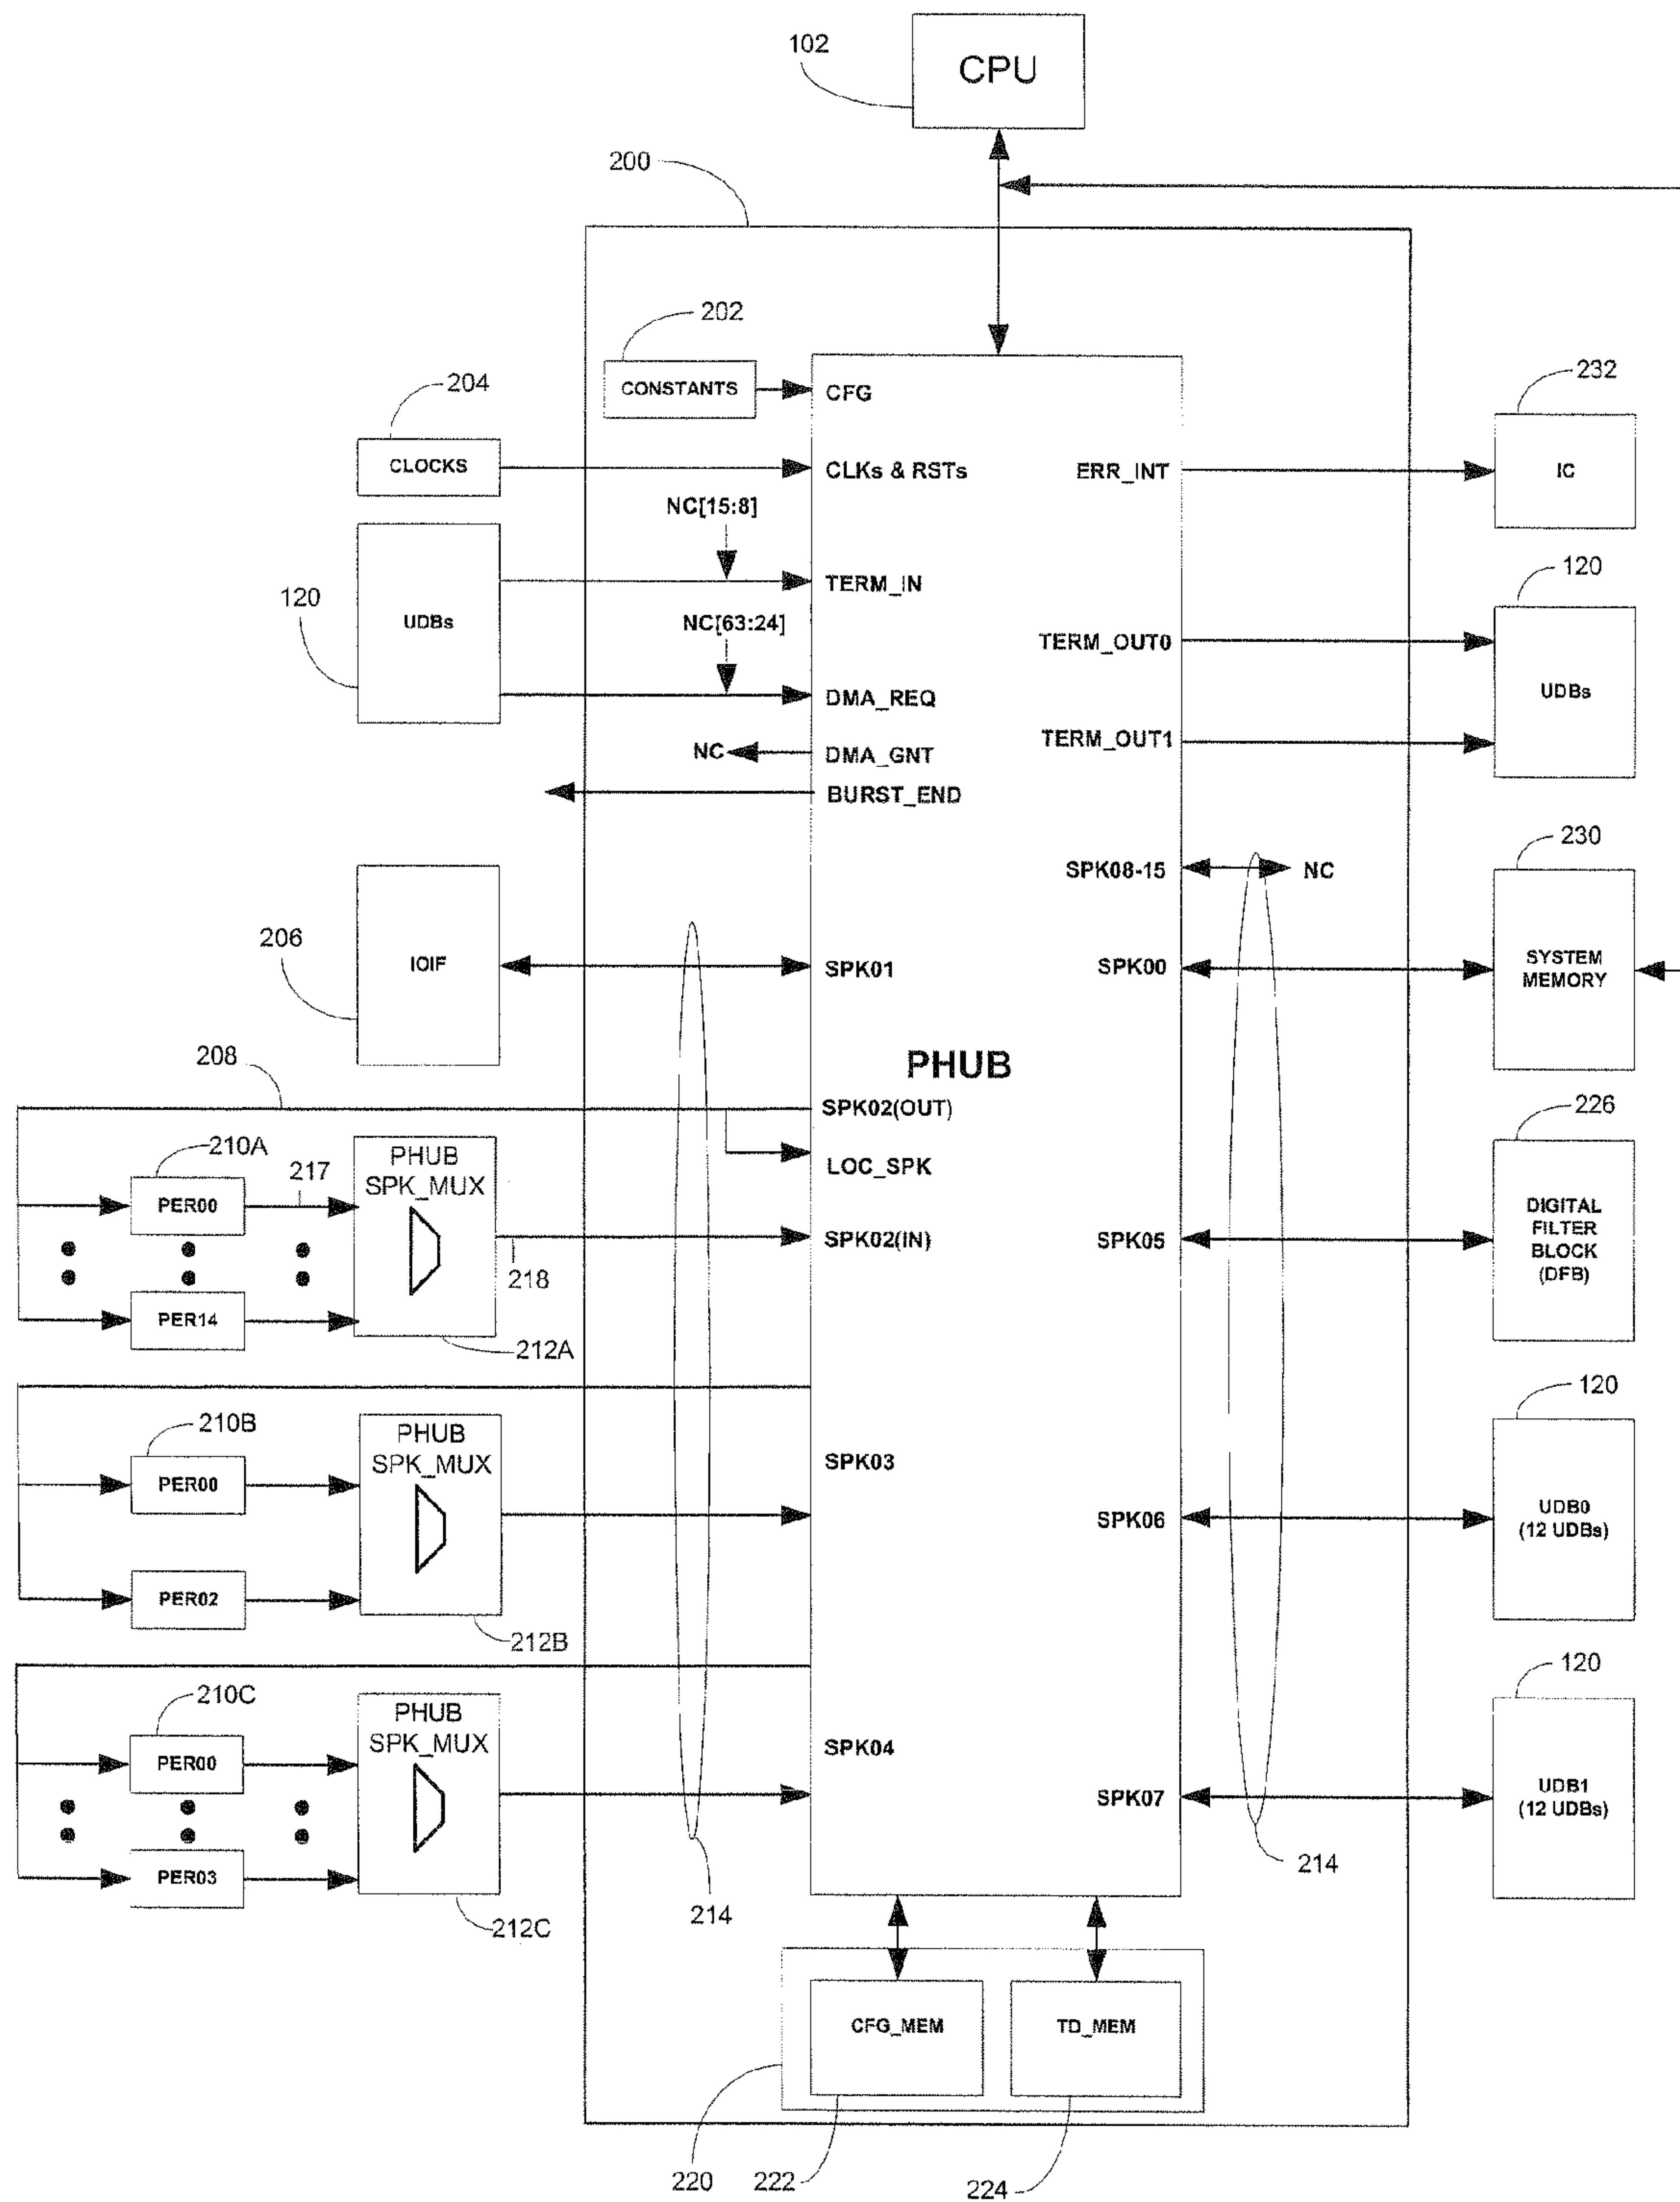 102
CPU
200
202
CONSTANTS
CFG
204
CLOCKS
CLKs & RSTs
ERR_INT
232
IC
NC[15:8]
120
UDBs
TERM_IN
NC[63:24]
DMA_REQ
TERM_OUT0
120
UDBs
TERM_OUT1
NC
DMA_GNT
BURST_END
SPK08-15
NC
230
206
IOIF
SPK01
SPK00
SYSTEM
MEMORY
PHUB
208
SPK02(OUT)
LOC_SPK
226
210A
217
PER00
PHUB
SPK_MUX
218
SPK02(IN)
SPK05
DIGITAL
FILTER
BLOCK
(DFB)
PER14
212A
210B
PER00
PHUB
SPK_MUX
SPK03
120
SPK06
UDB0
(12 UDBs)
PER02
212B
210C
PER00
PHUB
SPK_MUX
SPK04
120
SPK07
UDB1
(12 UDBs)
PER03
212C
214
214
CFG_MEM
TD_MEM
220
222
224